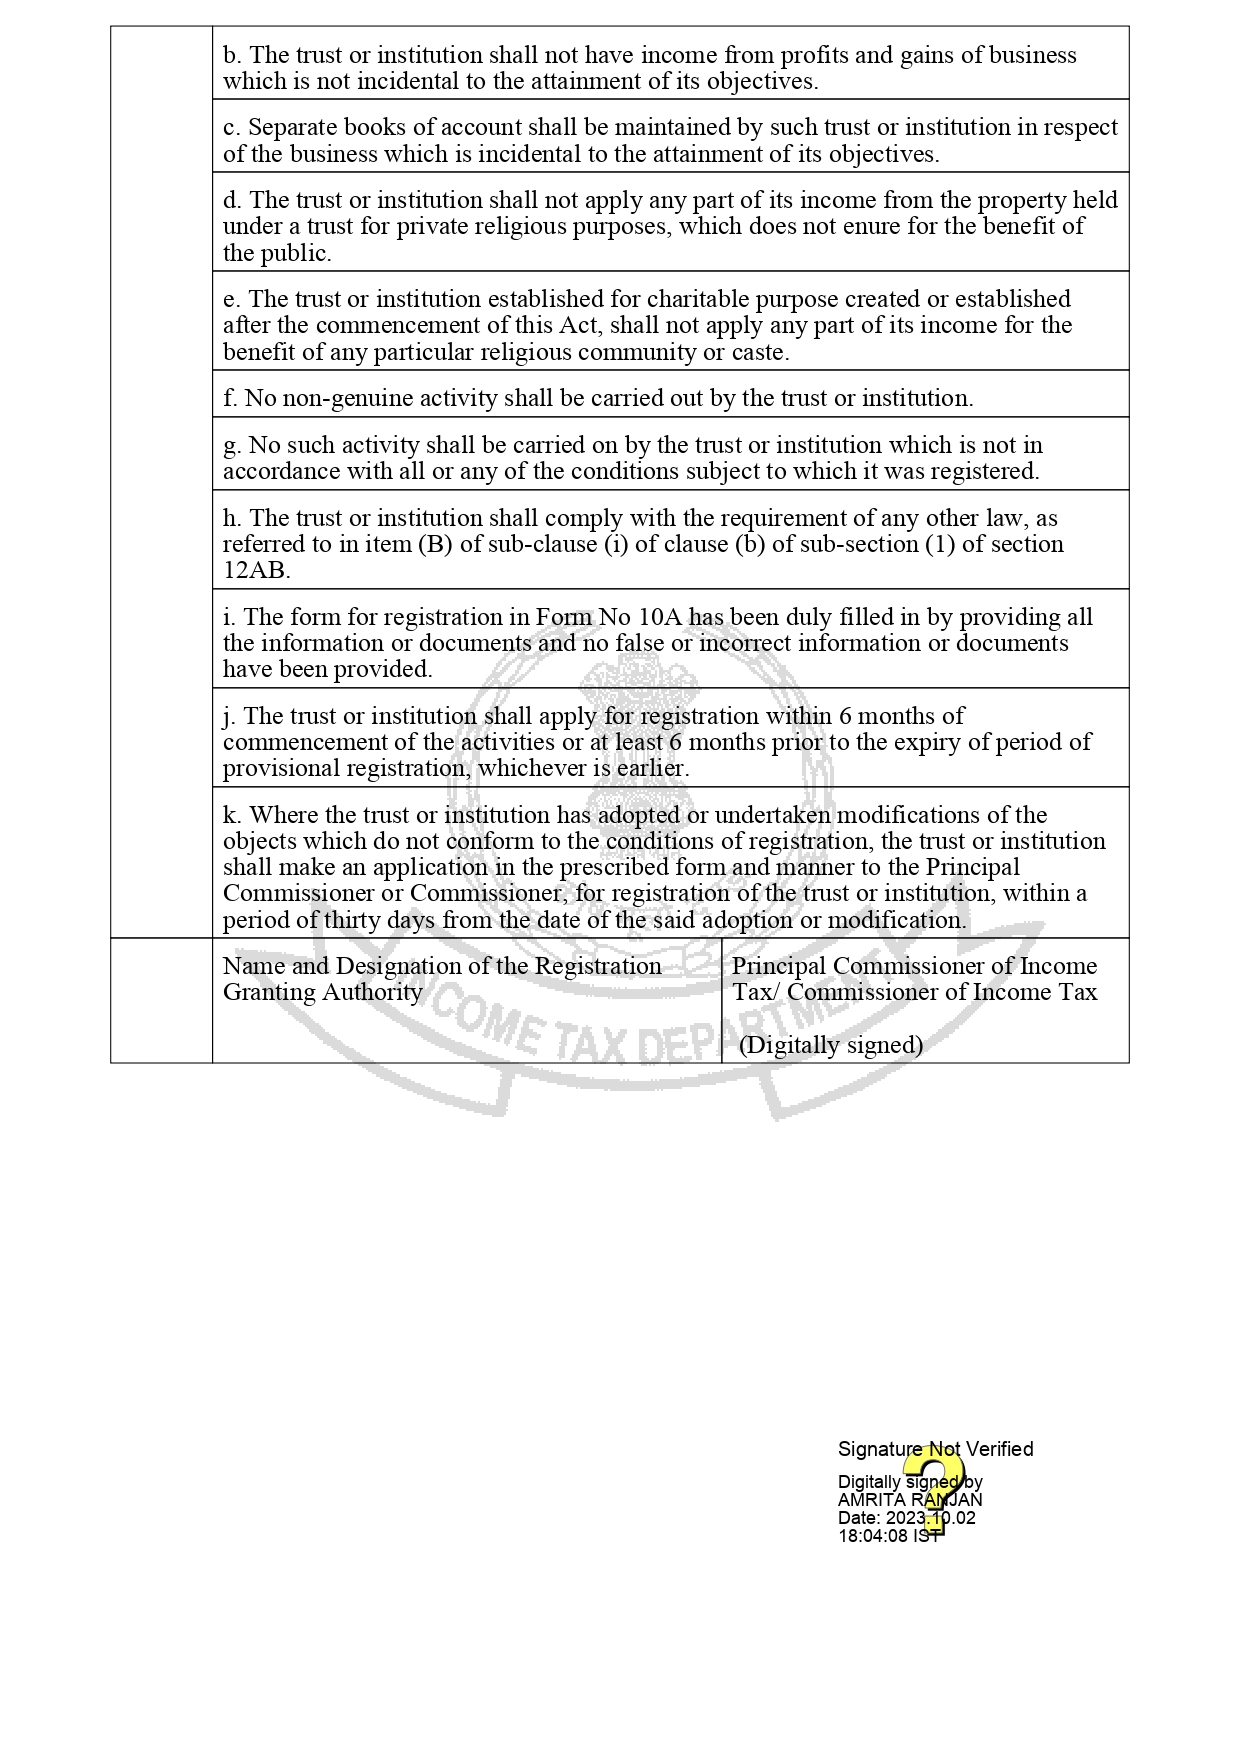 b. The trust or institution shall not have income from profits and gains of business
which is not incidental to the attainment of its objectives.
c. Separate books of account shall be maintained by such trust or institution in respect
of the business which is incidental to the attainment of its objectives.
d. The trust or institution shall not apply any part of its income from the property held
under a trust for private religious purposes, which does not enure for the benefit of
the public.
e. The trust or institution established for charitable purpose created or established
after the commencement of this Act, shall not apply any part of its income for the
benefit of any particular religious community or caste.
f. No non-genuine activity shall be carried out by the trust or institution.
g. No such activity shall be carried on by the trust or institution which is not in
accordance with all or any of the conditions subject to which it was registered.
h. The trust or institution shall comply with the requirement of any other law, as
referred to in item (B) of sub-clause (i) of clause (b) of sub-section (1) of section
12AB.
i. The form for registration in Form No 10A has been duly filled in by providing all
the information or documents and no false or incorrect information or documents
have been provided.
j. The trust or institution shall apply for registration within 6 months of
commencement of the activities or at least 6 months prior to the expiry of period of
provisional registration, whichever is earlier.
k. Where the trust or institution has adopted or undertaken modifications of the
objects which do not conform to the conditions of registration, the trust or institution
shall make an application in the prescribed form and manner to the Principal
Commissioner or Commissioner, for registration of the trust or institution, within a
period of thirty days from the date of the said adoption or modification.
Name and Designation of the Registration
Granting Authority
Principal Commissioner of Income
Tax/ Commissioner of Income Tax
(Digitally signed)
INCOME TAX DEPARTMENT
Signature Not Verified
Digitally signed by
AMRITA RANJAN
Date: 2023.10.02
18:04:08 IST